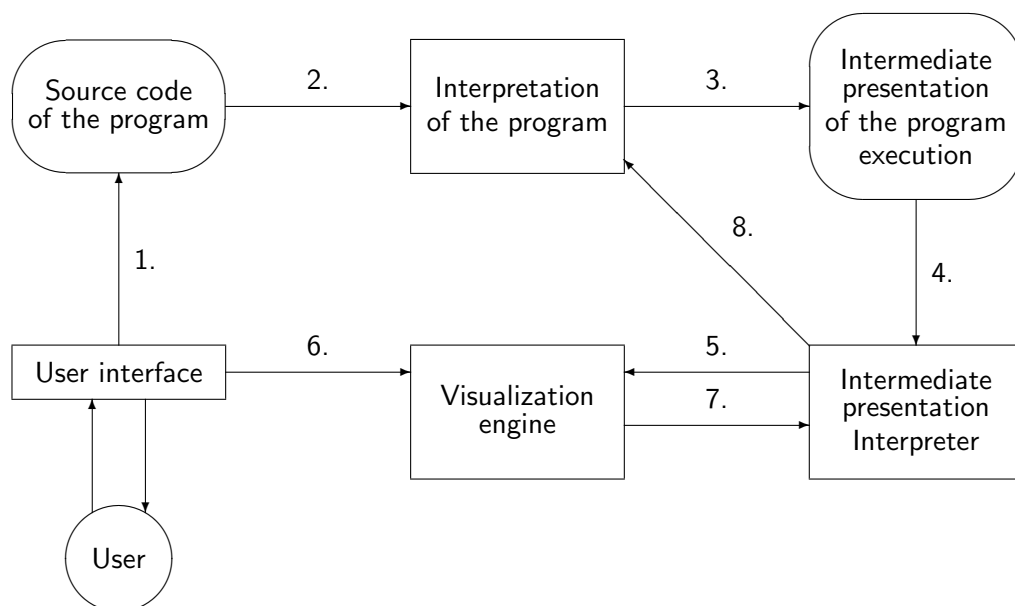 Source code
of the program
2.
Interpretation
of the program
3.
Intermediate
presentation
of the program
execution
1.
8.
4.
User interface
6.
Visualization
engine
5.
7.
Intermediate
presentation
Interpreter
User